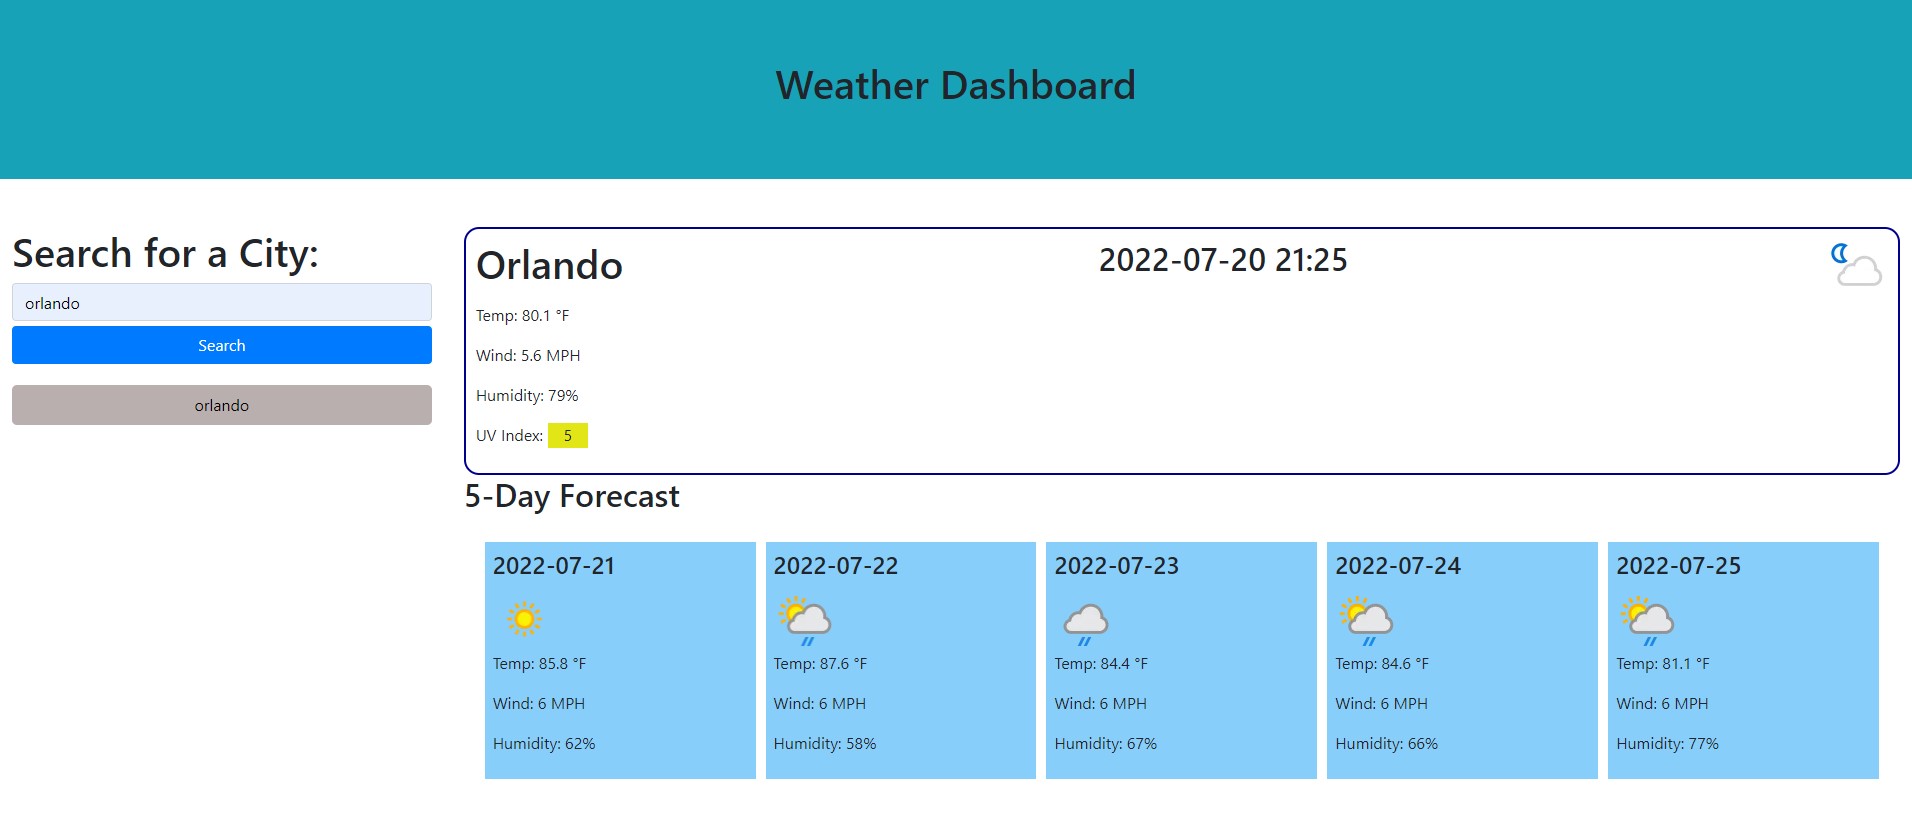 Weather Dashboard
Search for a City:
orlando
Search
orlando
Orlando
2022-07-20 21:25
Temp: 80.1 °F
Wind: 5.6 MPH
Humidity: 79%
UV Index: 5
5-Day Forecast
2022-07-21
Temp: 85.8 °F
Wind: 6 MPH
Humidity: 62%
2022-07-22
Temp: 87.6 °F
Wind: 6 MPH
Humidity: 58%
2022-07-23
Temp: 84.4 °F
Wind: 6 MPH
Humidity: 67%
2022-07-24
Temp: 84.6 °F
Wind: 6 MPH
Humidity: 66%
2022-07-25
Temp: 81.1 °F
Wind: 6 MPH
Humidity: 77%